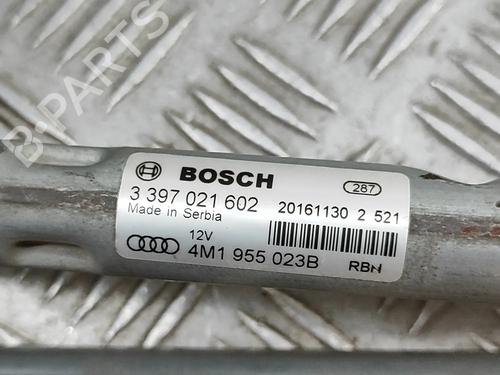 B-PARTS
BOSCH
287
3 397 021 602
20161130 2 521
Made in Serbia
12V
4M1 955 023B
RBN